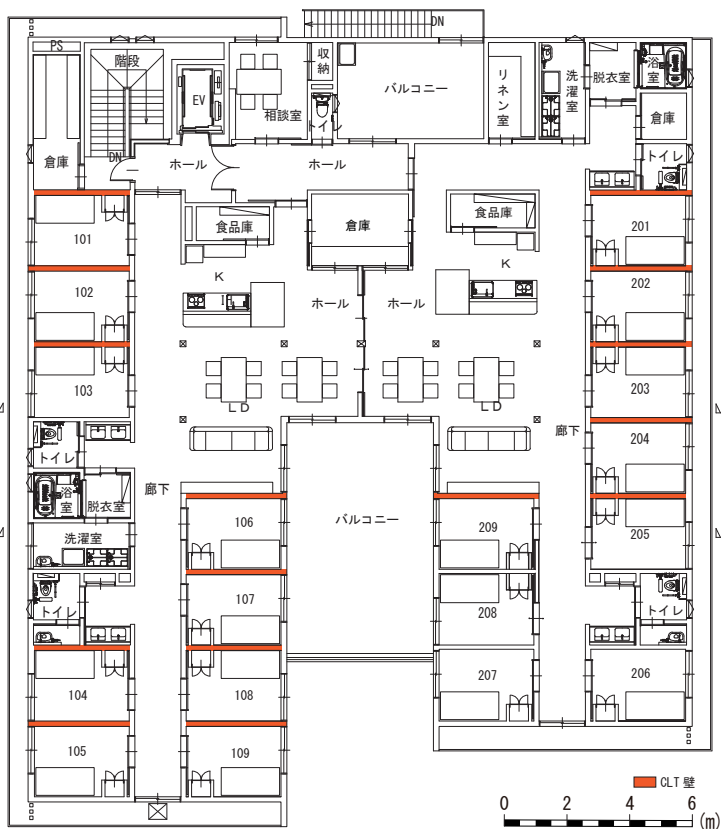 DN
PS
階段
EV
相談室
収納
トイレ
バルコニー
リネン室
洗濯室
脱衣室
浴室
倉庫
倉庫
DN
ホール
ホール
トイレ
101
食品庫
倉庫
食品庫
201
102
K
K
202
I
ホール
ホール
103
LD
LD
203
廊下
204
トイレ
浴室
脱衣室
廊下
洗濯室
106
バルコニー
209
205
トイレ
107
208
トイレ
104
108
207
206
105
109
CLT 壁
0 2 4 6 (m)